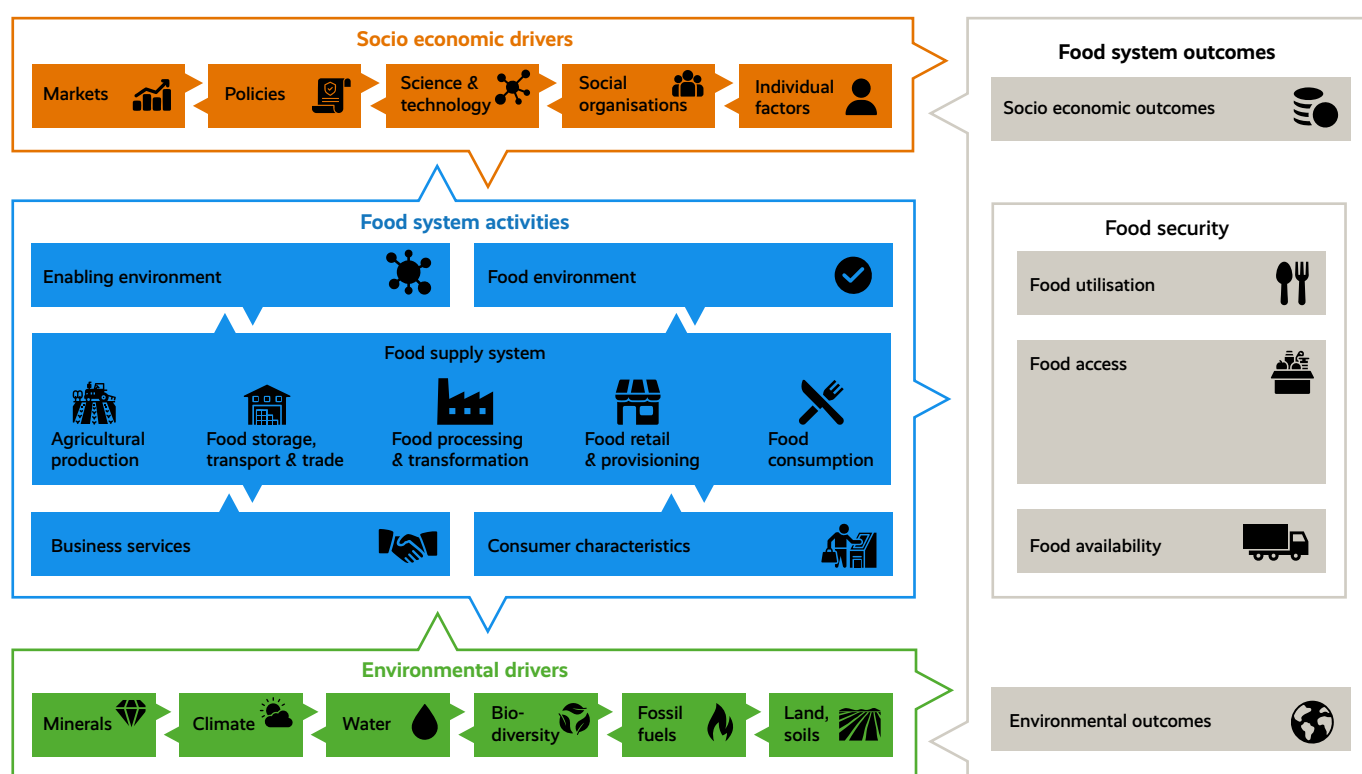 Socio economic drivers
Markets
Policies
Science &
technology
Social
organisations
Individual
factors
Food system activities
Enabling environment
Food environment
Food supply system
Agricultural
production
Food storage,
transport & trade
Food processing
& transformation
Food retail
& provisioning
Food
consumption
Business services
Consumer characteristics
Environmental drivers
Minerals
Climate
Water
Bio-
diversity
Fossil
fuels
Land,
soils
Food system outcomes
Socio economic outcomes
Food security
Food utilisation
Food access
Food availability
Environmental outcomes